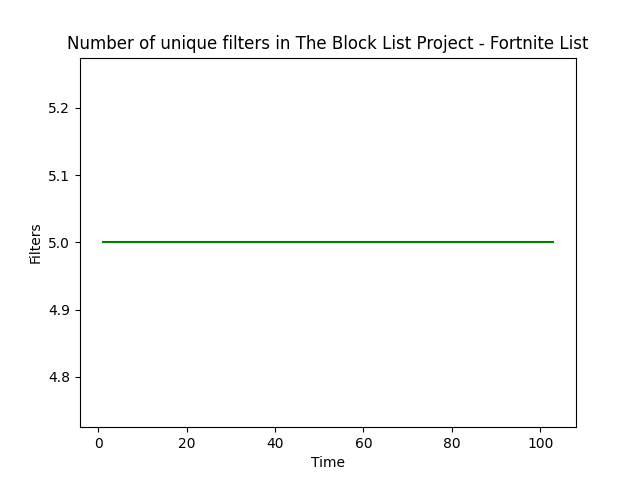 Number of unique filters in The Block List Project - Fortnite List
5.2
5.1
5.0
4.9
4.8
Filters
0 20 40 60 80 100
Time